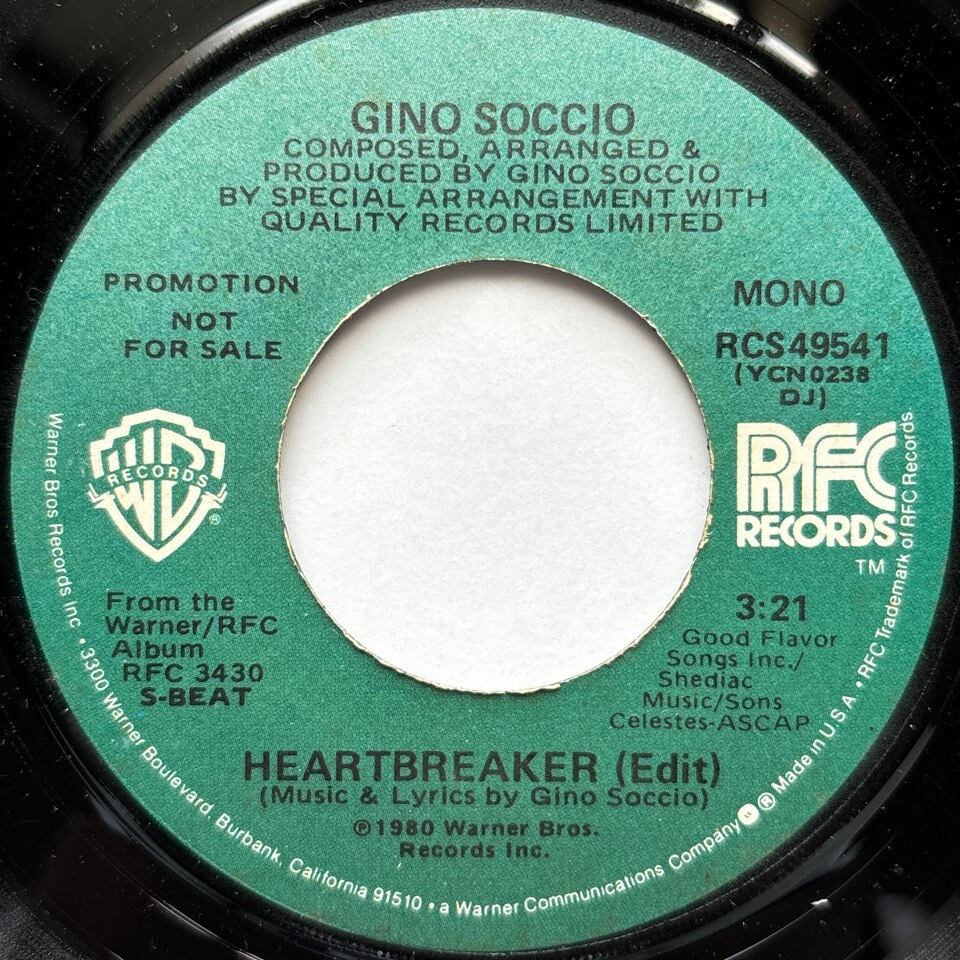 GINO SOCCIO
COMPOSED, ARRANGED &
PRODUCED BY GINO SOCCIO
BY SPECIAL ARRANGEMENT WITH
QUALITY RECORDS LIMITED
PROMOTION
NOT
FOR SALE
MONO
RCS49541
(YCN0238
DJ)
RECORDS
®
RFC
RECORDS
TM
From the
Warner/RFC
Album
RFC 3430
S-BEAT
3:21
Good Flavor
Songs Inc./
Shediac
Music/Sons
Celestes-ASCAP
HEARTBREAKER (Edit)
(Music & Lyrics by Gino Soccio)
℗1980 Warner Bros.
Records Inc.
Warner Bros Records Inc • 3300 Warner Boulevard, Burbank, California 91510 • a Warner Communications Company ® Made in U.S.A. • RFC Trademark of RFC Records